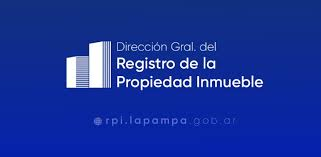 Dirección Gral. del
Registro de la
Propiedad Inmueble
rpi.lapampa.gob.ar